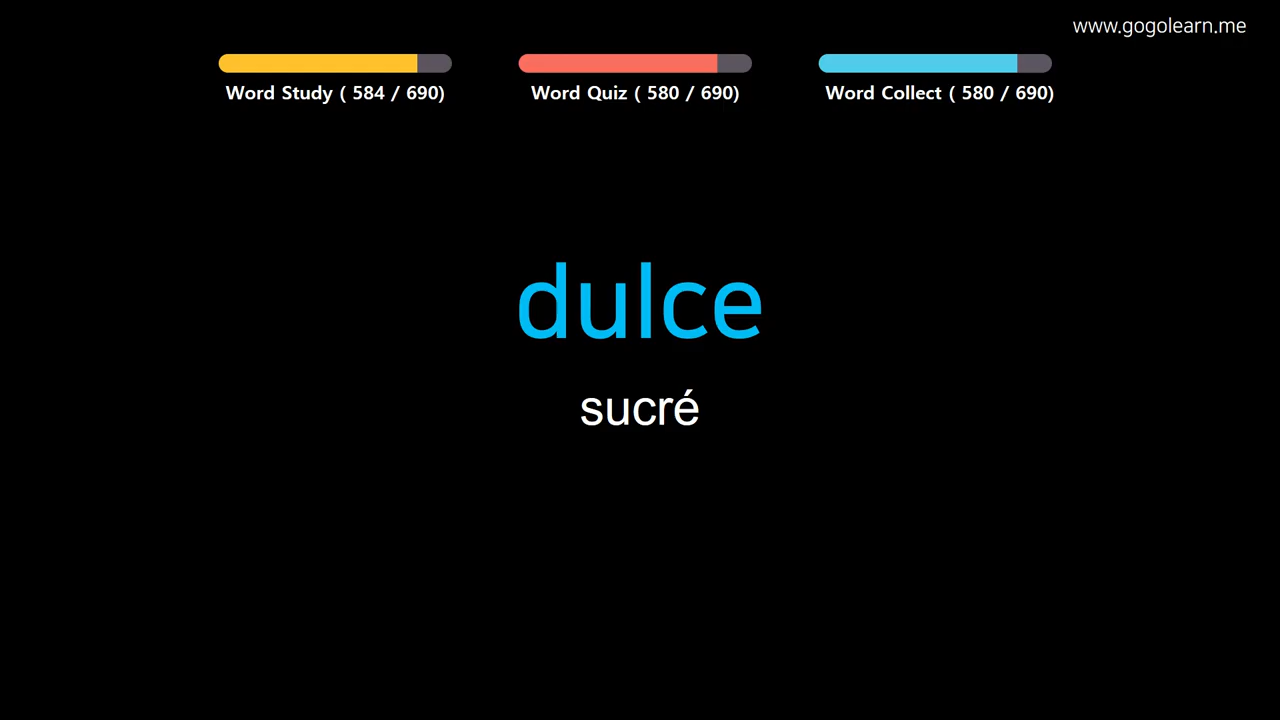 www.gogolearn.me
Word Study ( 584 / 690)
Word Quiz ( 580 / 690)
Word Collect ( 580 / 690)
dulce
sucré